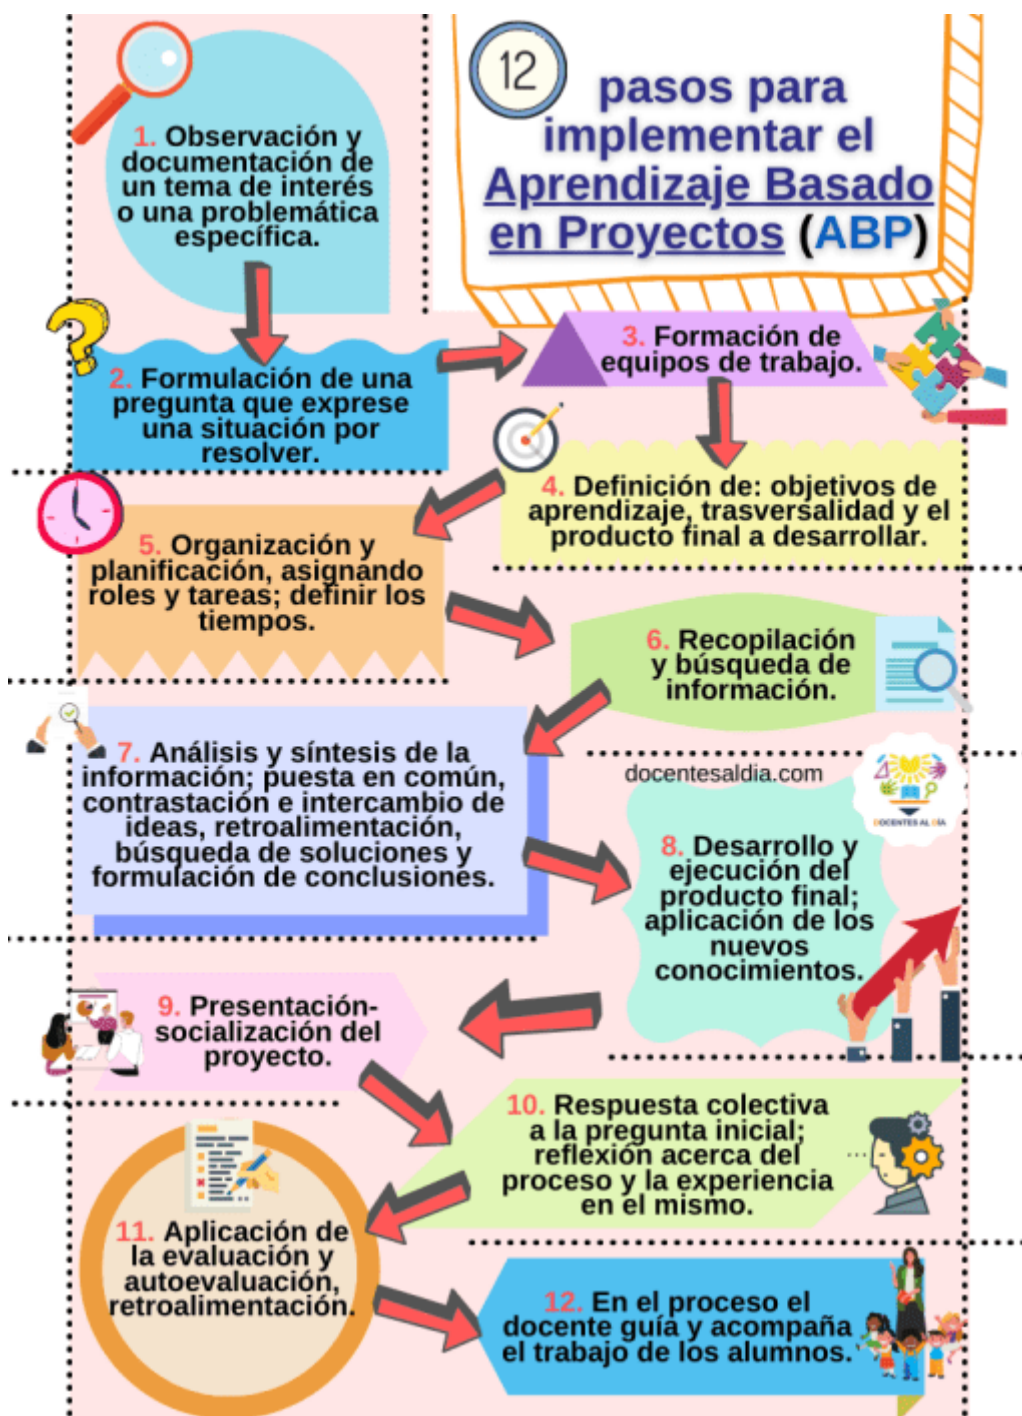 12
pasos para
implementar el
Aprendizaje Basado
en Proyectos (ABP)
1. Observación y
documentación de
un tema de interés
o una problemática
específica.
2. Formulación de una
pregunta que exprese
una situación por
resolver.
3. Formación de
equipos de trabajo.
4. Definición de: objetivos de
aprendizaje, trasversalidad y el
producto final a desarrollar.
5. Organización y
planificación, asignando
roles y tareas; definir los
tiempos.
6. Recopilación
y búsqueda de
información.
7. Análisis y síntesis de la
información; puesta en común,
contrastación e intercambio de
ideas, retroalimentación,
búsqueda de soluciones y
formulación de conclusiones.
docentesaldia.com
DOCENTES AL DÍA
8. Desarrollo y
ejecución del
producto final;
aplicación de los
nuevos
conocimientos.
9. Presentación-
socialización del
proyecto.
10. Respuesta colectiva
a la pregunta inicial;
reflexión acerca del
proceso y la experiencia
en el mismo.
11. Aplicación de
la evaluación y
autoevaluación,
retroalimentación.
12. En el proceso el
docente guía y acompaña
el trabajo de los alumnos.